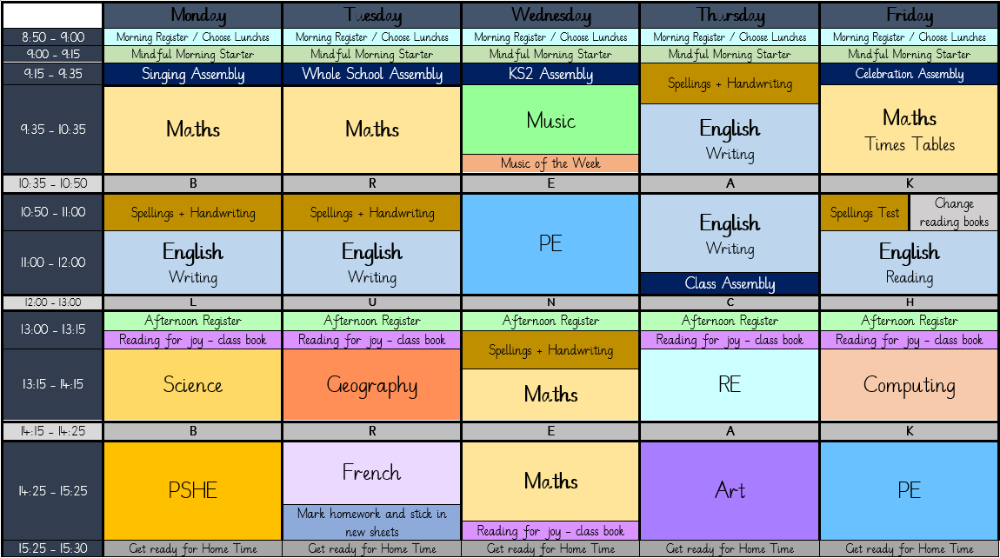 Monday Tuesday Wednesday Thursday Friday
8:50 - 9:00 Morning Register / Choose Lunches Morning Register / Choose Lunches Morning Register / Choose Lunches Morning Register / Choose Lunches Morning Register / Choose Lunches
9:00 - 9:15 Mindful Morning Starter Mindful Morning Starter Mindful Morning Starter Mindful Morning Starter Mindful Morning Starter
9:15 - 9:35 Singing Assembly Whole School Assembly KS2 Assembly Spellings + Handwriting Celebration Assembly
9:35 - 10:35 Maths Maths Music English Maths
Writing Times Tables
Music of the Week
10:35 - 10:50 B R E A K
10:50 - 11:00 Spellings + Handwriting Spellings + Handwriting PE English Spellings Test Change
reading books
Writing
11:00 - 12:00 English English English
Writing Writing Reading
Class Assembly
12:00 - 13:00 L U N C H
13:00 - 13:15 Afternoon Register Afternoon Register Afternoon Register Afternoon Register Afternoon Register
Reading for joy - class book Reading for joy - class book Spellings + Handwriting Reading for joy - class book Reading for joy - class book
13:15 - 14:15 Science Geography Maths RE Computing
14:15 - 14:25 B R E A K
14:25 - 15:25 PSHE French Maths Art PE
Mark homework and stick in
new sheets
Reading for joy - class book
15:25 - 15:30 Get ready for Home Time Get ready for Home Time Get ready for Home Time Get ready for Home Time Get ready for Home Time